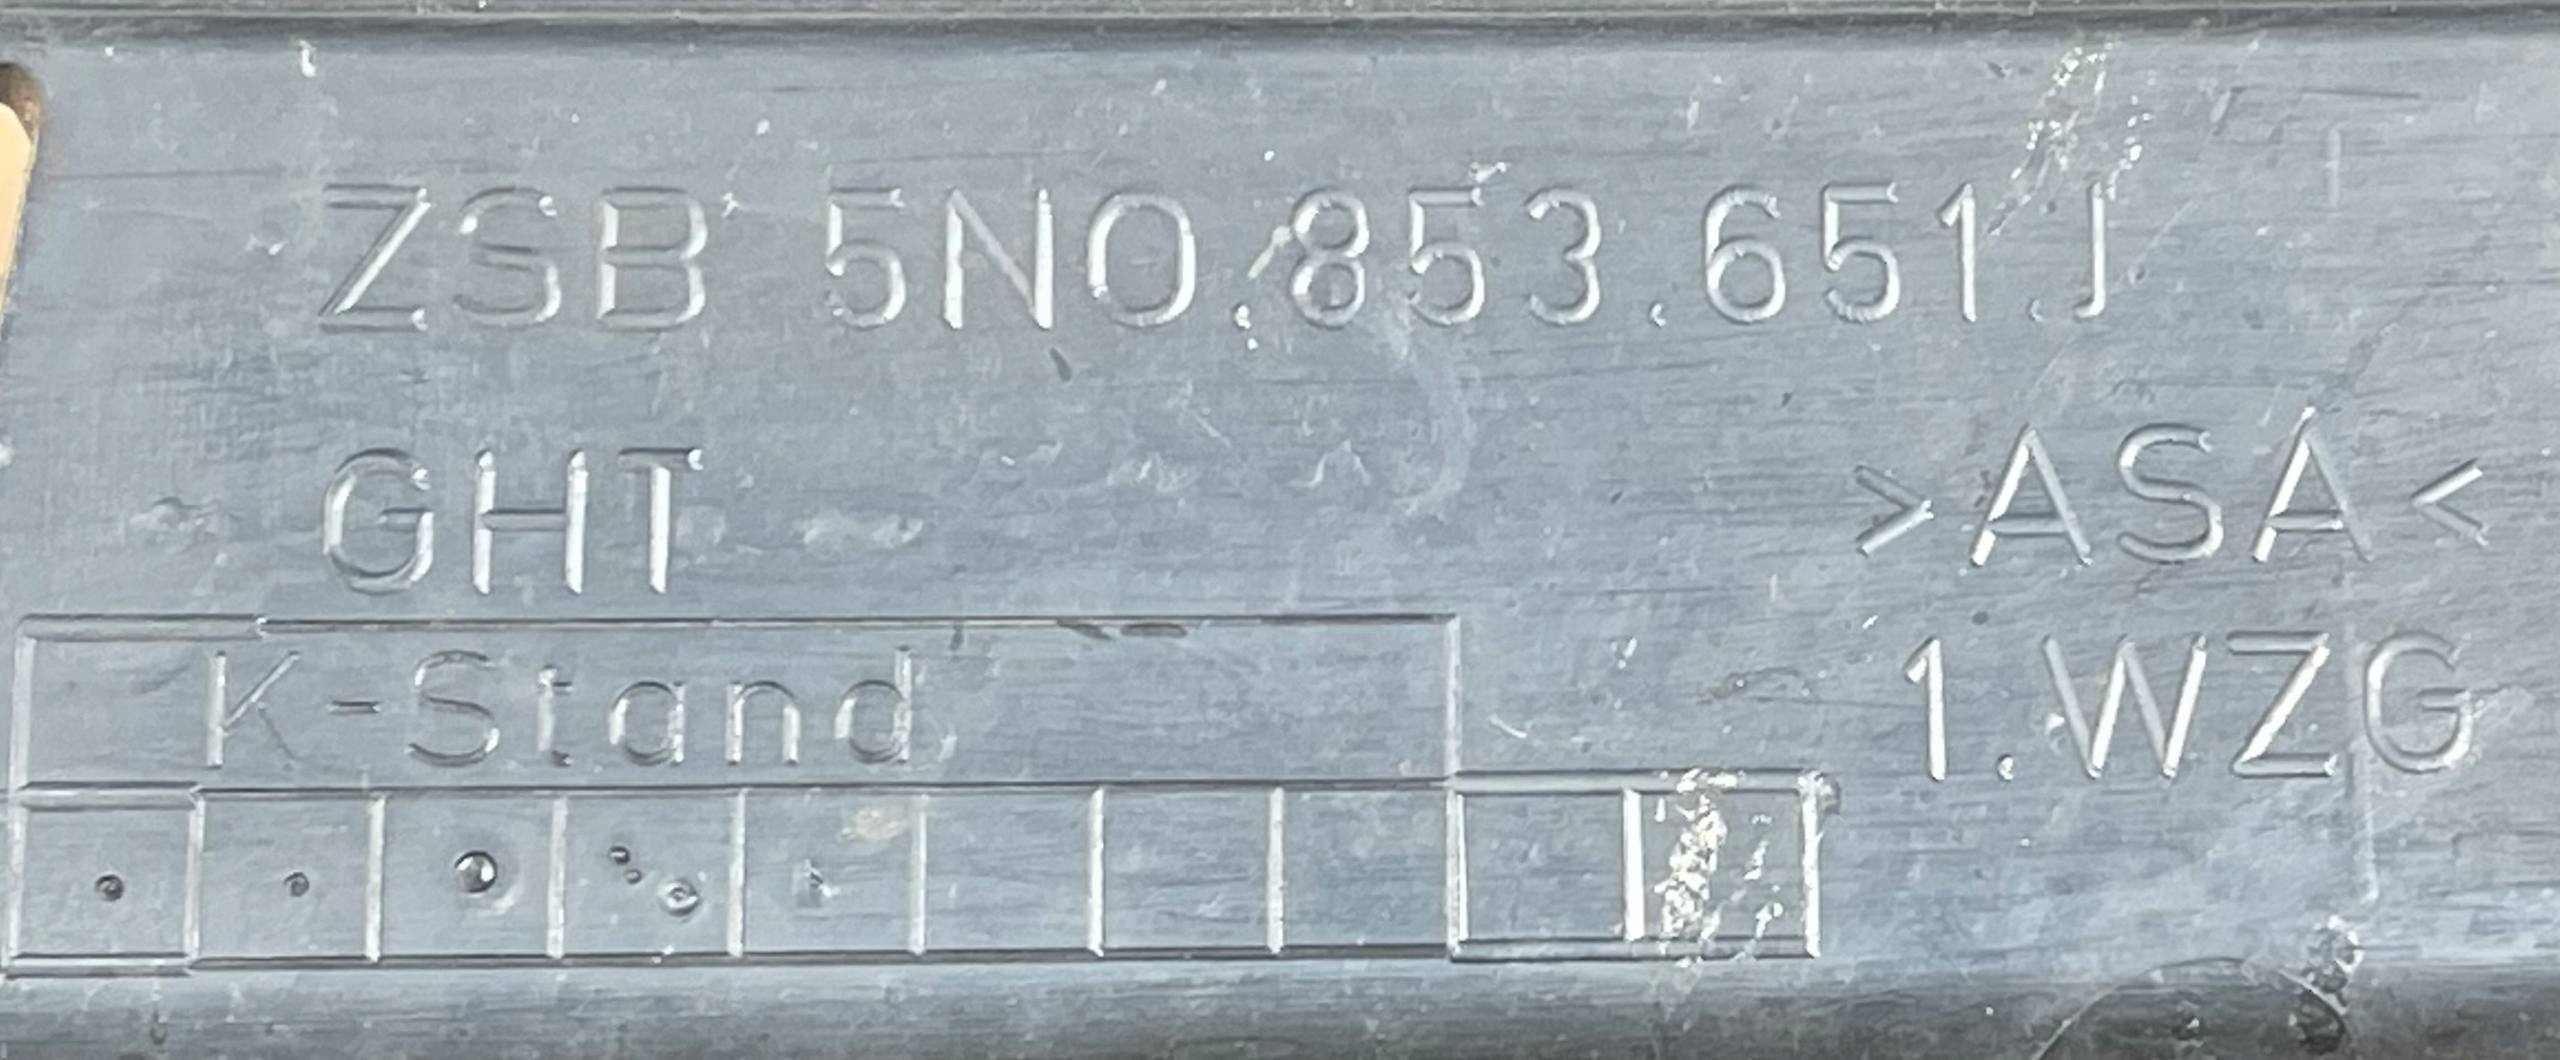 ZSB 5N0.853.651.J
GHT
>ASA<
K-Stand
1.WZG